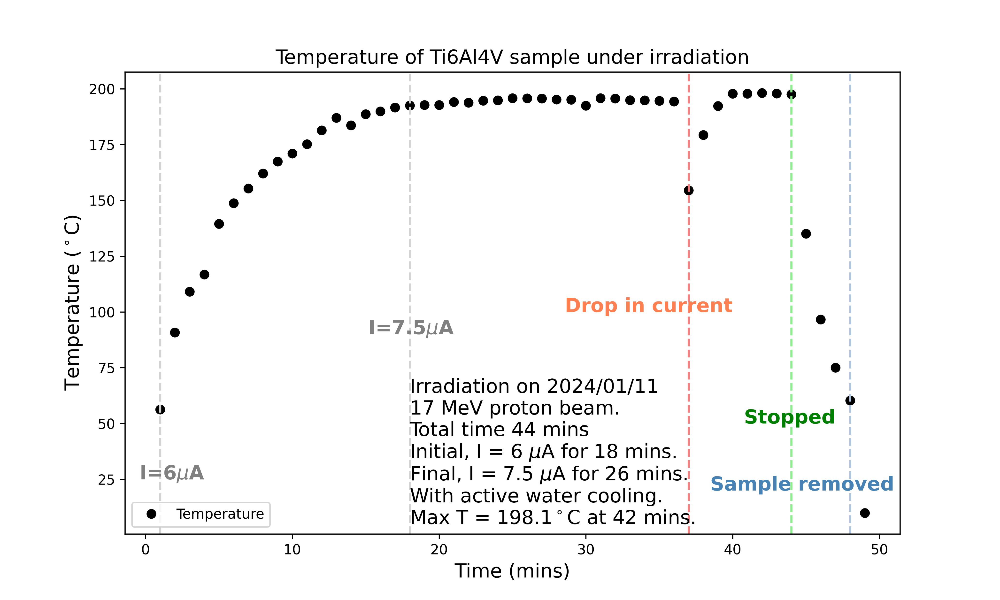 Temperature of Ti6Al4V sample under irradiation
Temperature (°C)
200
175
150
125
100
75
50
25
Drop in current
I=7.5μA
Irradiation on 2024/01/11
17 MeV proton beam.
Total time 44 mins
Initial, I = 6 μA for 18 mins.
Final, I = 7.5 μA for 26 mins.
With active water cooling.
Max T = 198.1°C at 42 mins.
Stopped
I=6μA
Sample removed
Temperature
0 10 20 30 40 50
Time (mins)